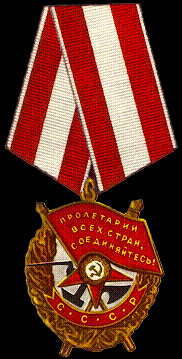 ПРОЛЕТАРИИ
ВСЕХ СТРАН,
СОЕДИНЯЙТЕСЬ!
С · С · С · Р